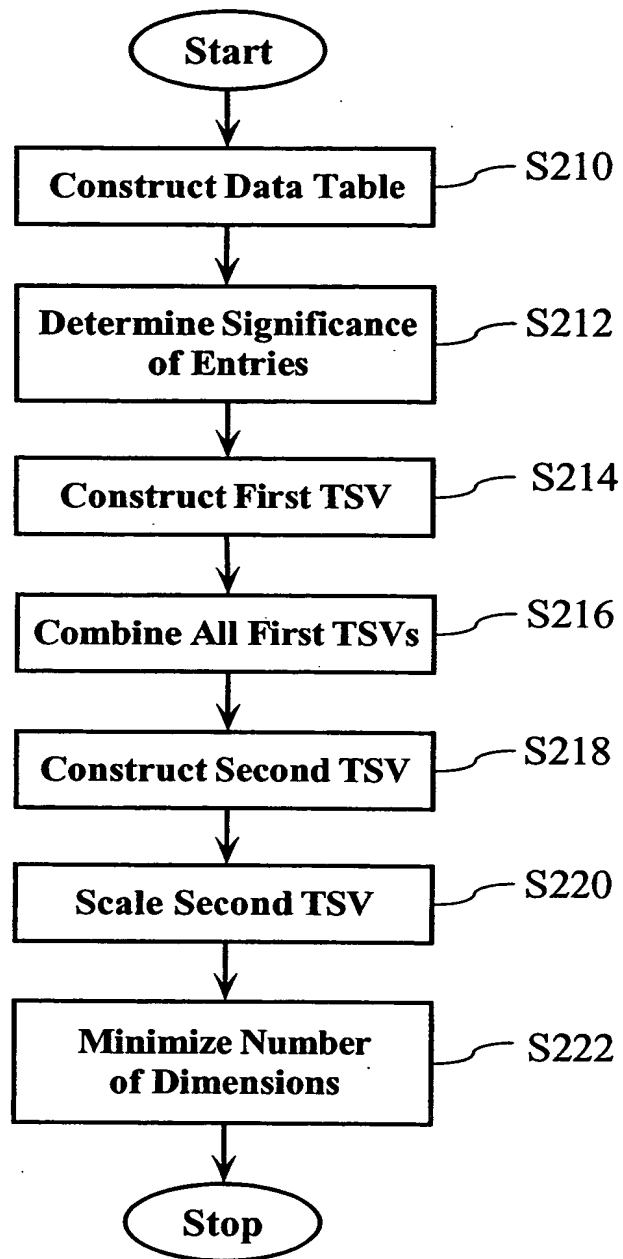 Start
Construct Data Table
S210
Determine Significance
of Entries
S212
Construct First TSV
S214
Combine All First TSVs
S216
Construct Second TSV
S218
Scale Second TSV
S220
Minimize Number
of Dimensions
S222
Stop